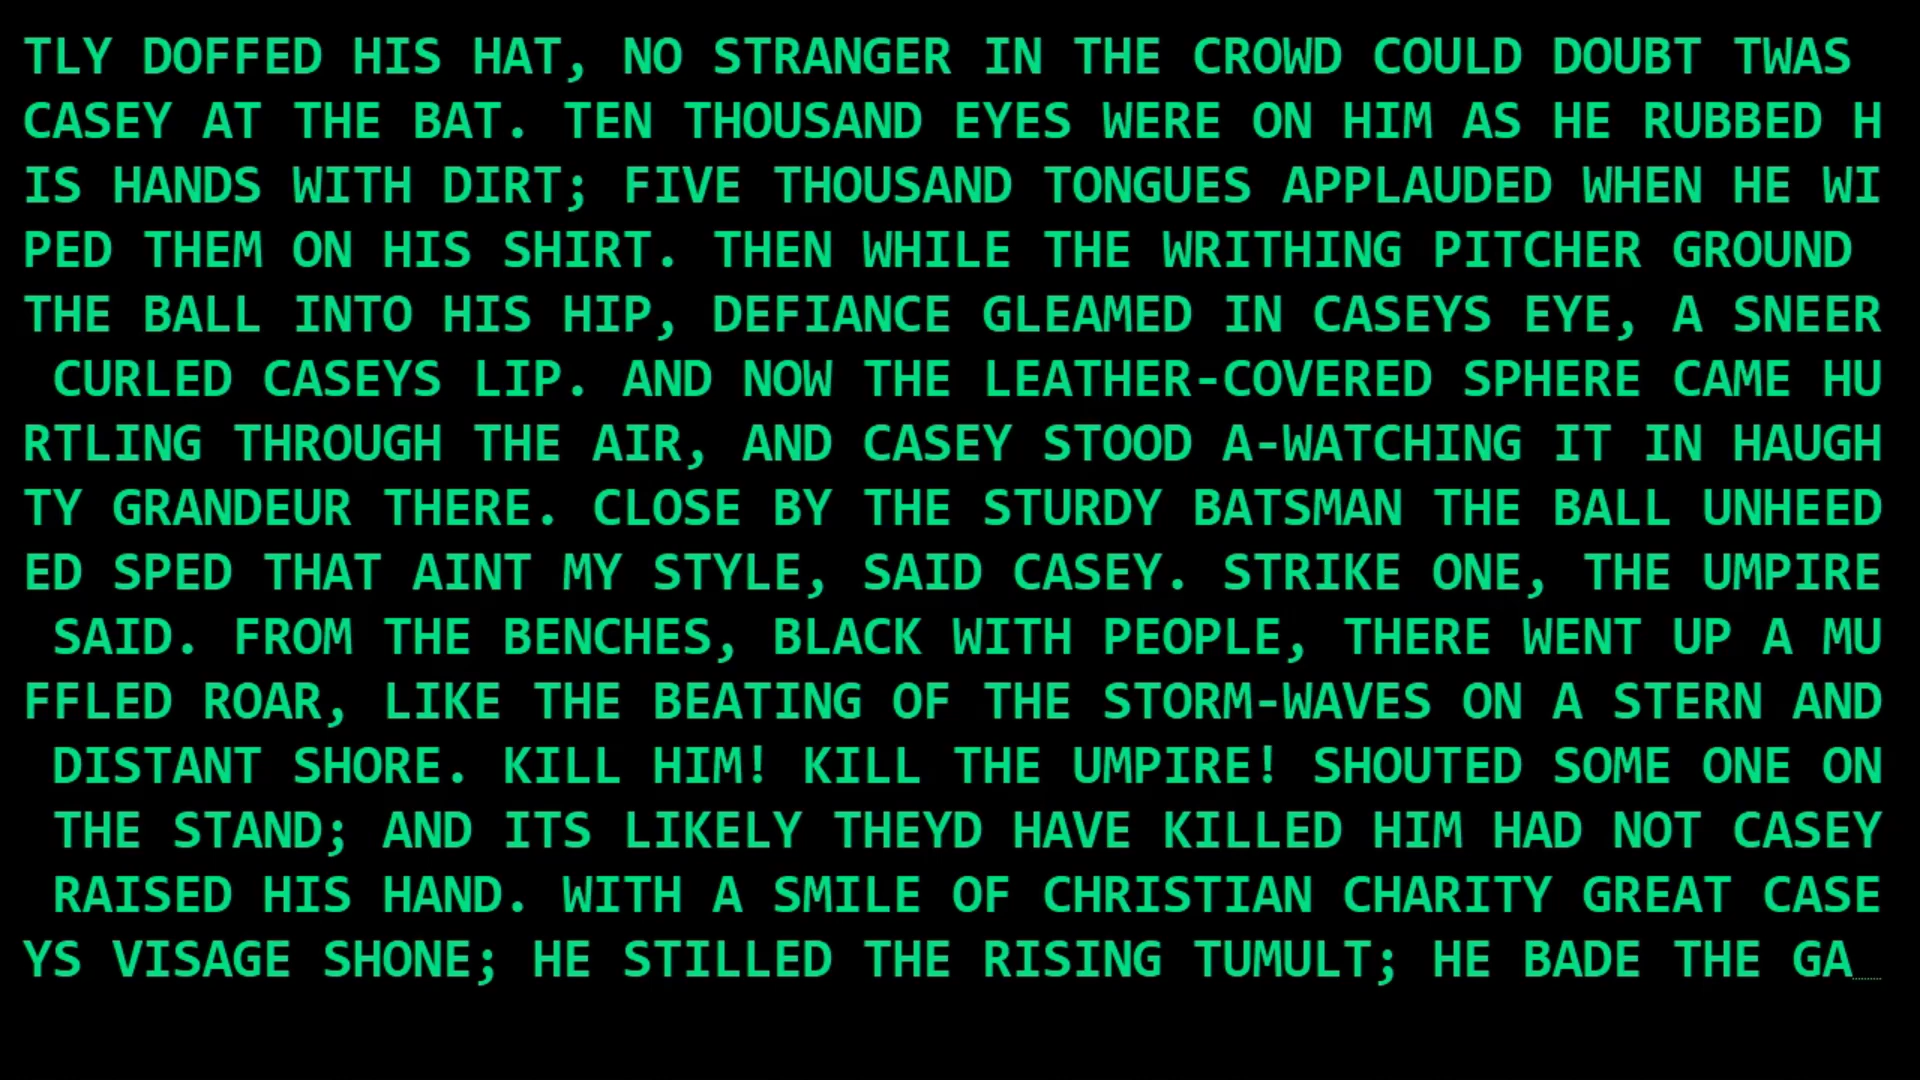 TLY DOFFED HIS HAT, NO STRANGER IN THE CROWD COULD DOUBT TWAS
CASEY AT THE BAT. TEN THOUSAND EYES WERE ON HIM AS HE RUBBED H
IS HANDS WITH DIRT; FIVE THOUSAND TONGUES APPLAUDED WHEN HE WI
PED THEM ON HIS SHIRT. THEN WHILE THE WRITHING PITCHER GROUND
THE BALL INTO HIS HIP, DEFIANCE GLEAMED IN CASEYS EYE, A SNEER
 CURLED CASEYS LIP. AND NOW THE LEATHER-COVERED SPHERE CAME HU
RTLING THROUGH THE AIR, AND CASEY STOOD A-WATCHING IT IN HAUGH
TY GRANDEUR THERE. CLOSE BY THE STURDY BATSMAN THE BALL UNHEED
ED SPED THAT AINT MY STYLE, SAID CASEY. STRIKE ONE, THE UMPIRE
 SAID. FROM THE BENCHES, BLACK WITH PEOPLE, THERE WENT UP A MU
FFLED ROAR, LIKE THE BEATING OF THE STORM-WAVES ON A STERN AND
 DISTANT SHORE. KILL HIM! KILL THE UMPIRE! SHOUTED SOME ONE ON
 THE STAND; AND ITS LIKELY THEYD HAVE KILLED HIM HAD NOT CASEY
 RAISED HIS HAND. WITH A SMILE OF CHRISTIAN CHARITY GREAT CASE
YS VISAGE SHONE; HE STILLED THE RISING TUMULT; HE BADE THE GA